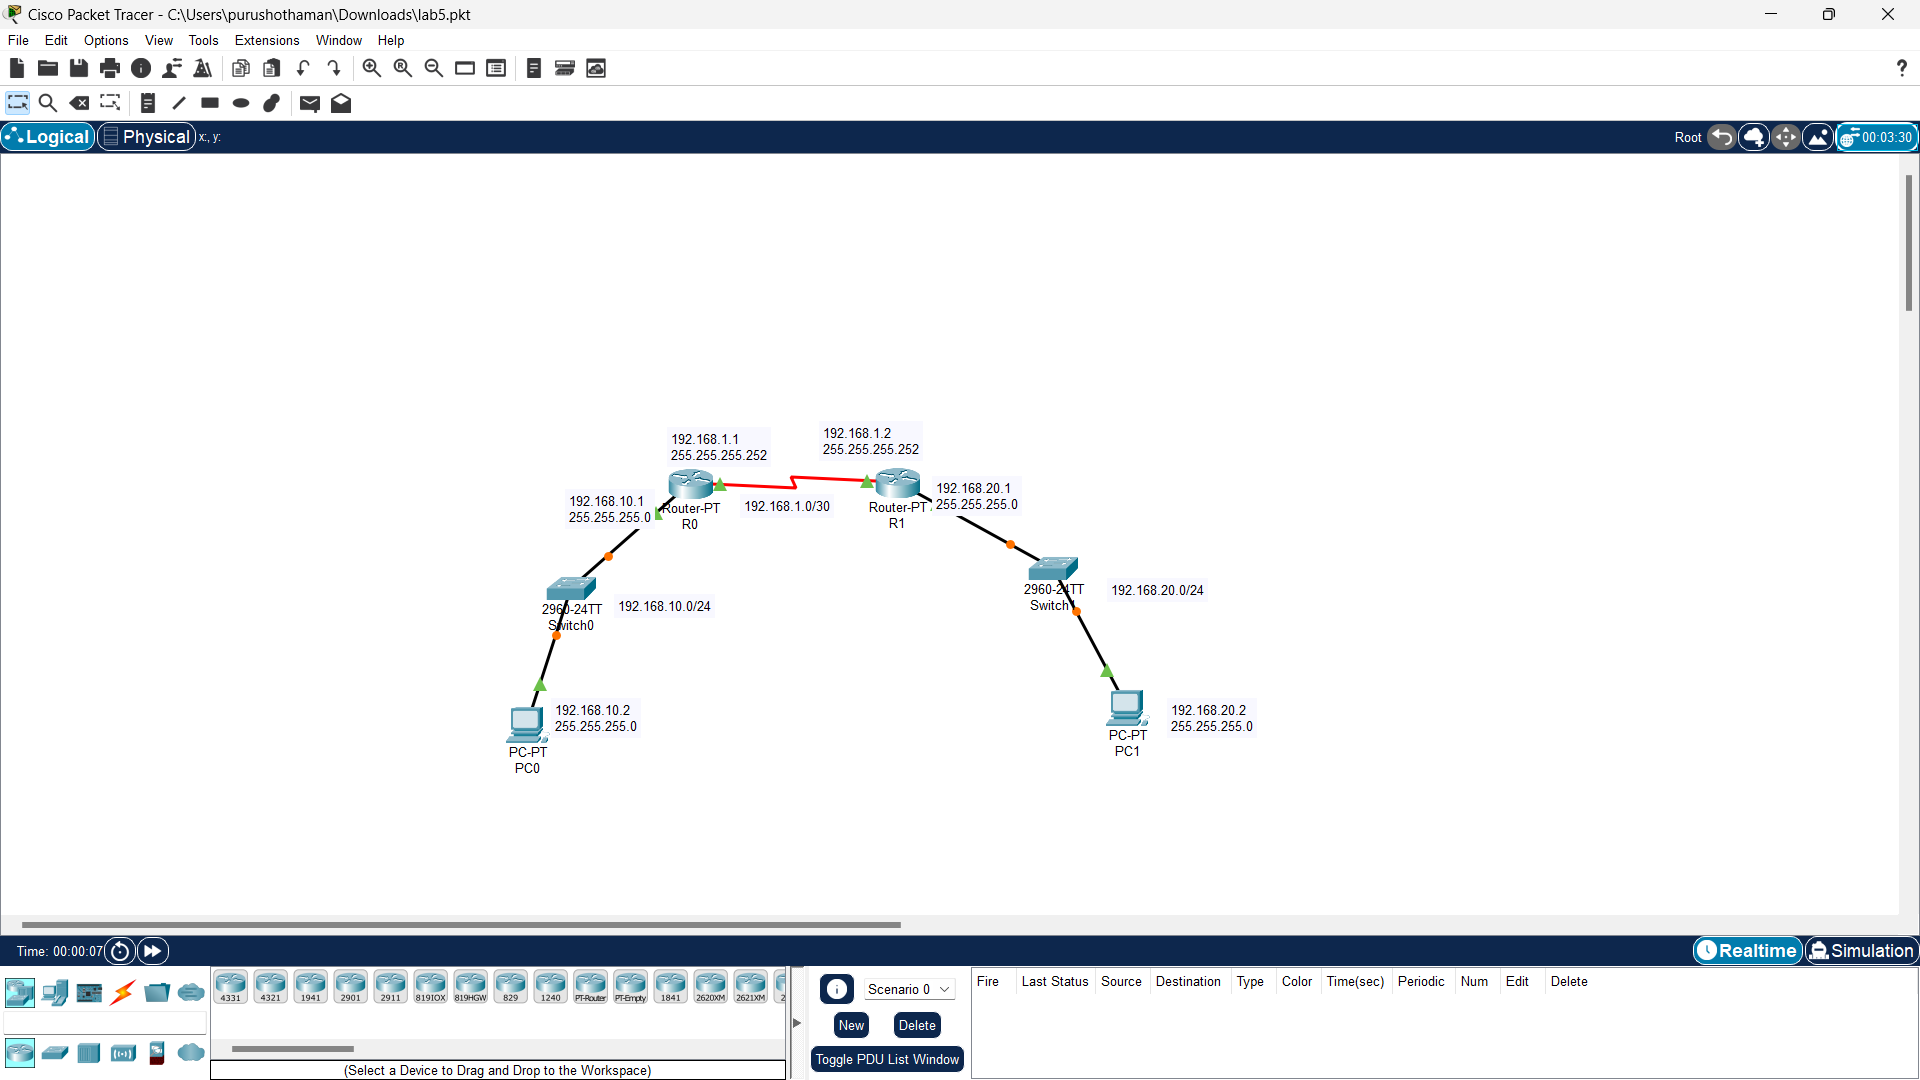 Cisco Packet Tracer - C:\Users\purushothaman\Downloads\lab5.pkt
File Edit Options View Tools Extensions Window Help
Logical Physical x:, y: Root 00:03:30
192.168.1.1
255.255.255.252
192.168.1.2
255.255.255.252
192.168.10.1
255.255.255.0
Router-PT
R0
192.168.1.0/30
Router-PT
R1
192.168.20.1
255.255.255.0
2960-24TT
Switch0
192.168.10.0/24
2960-24TT
Switch1
192.168.20.0/24
192.168.10.2
255.255.255.0
PC-PT
PC0
192.168.20.2
255.255.255.0
PC-PT
PC1
Time: 00:00:07 Realtime Simulation
4331 4321 1941 2901 2911 819IOX 819HGW 829 1240 PT-Router PT-Empty 1841 2620XM 2621XM 2
(Select a Device to Drag and Drop to the Workspace)
Scenario 0
New Delete
Toggle PDU List Window
Fire Last Status Source Destination Type Color Time(sec) Periodic Num Edit Delete